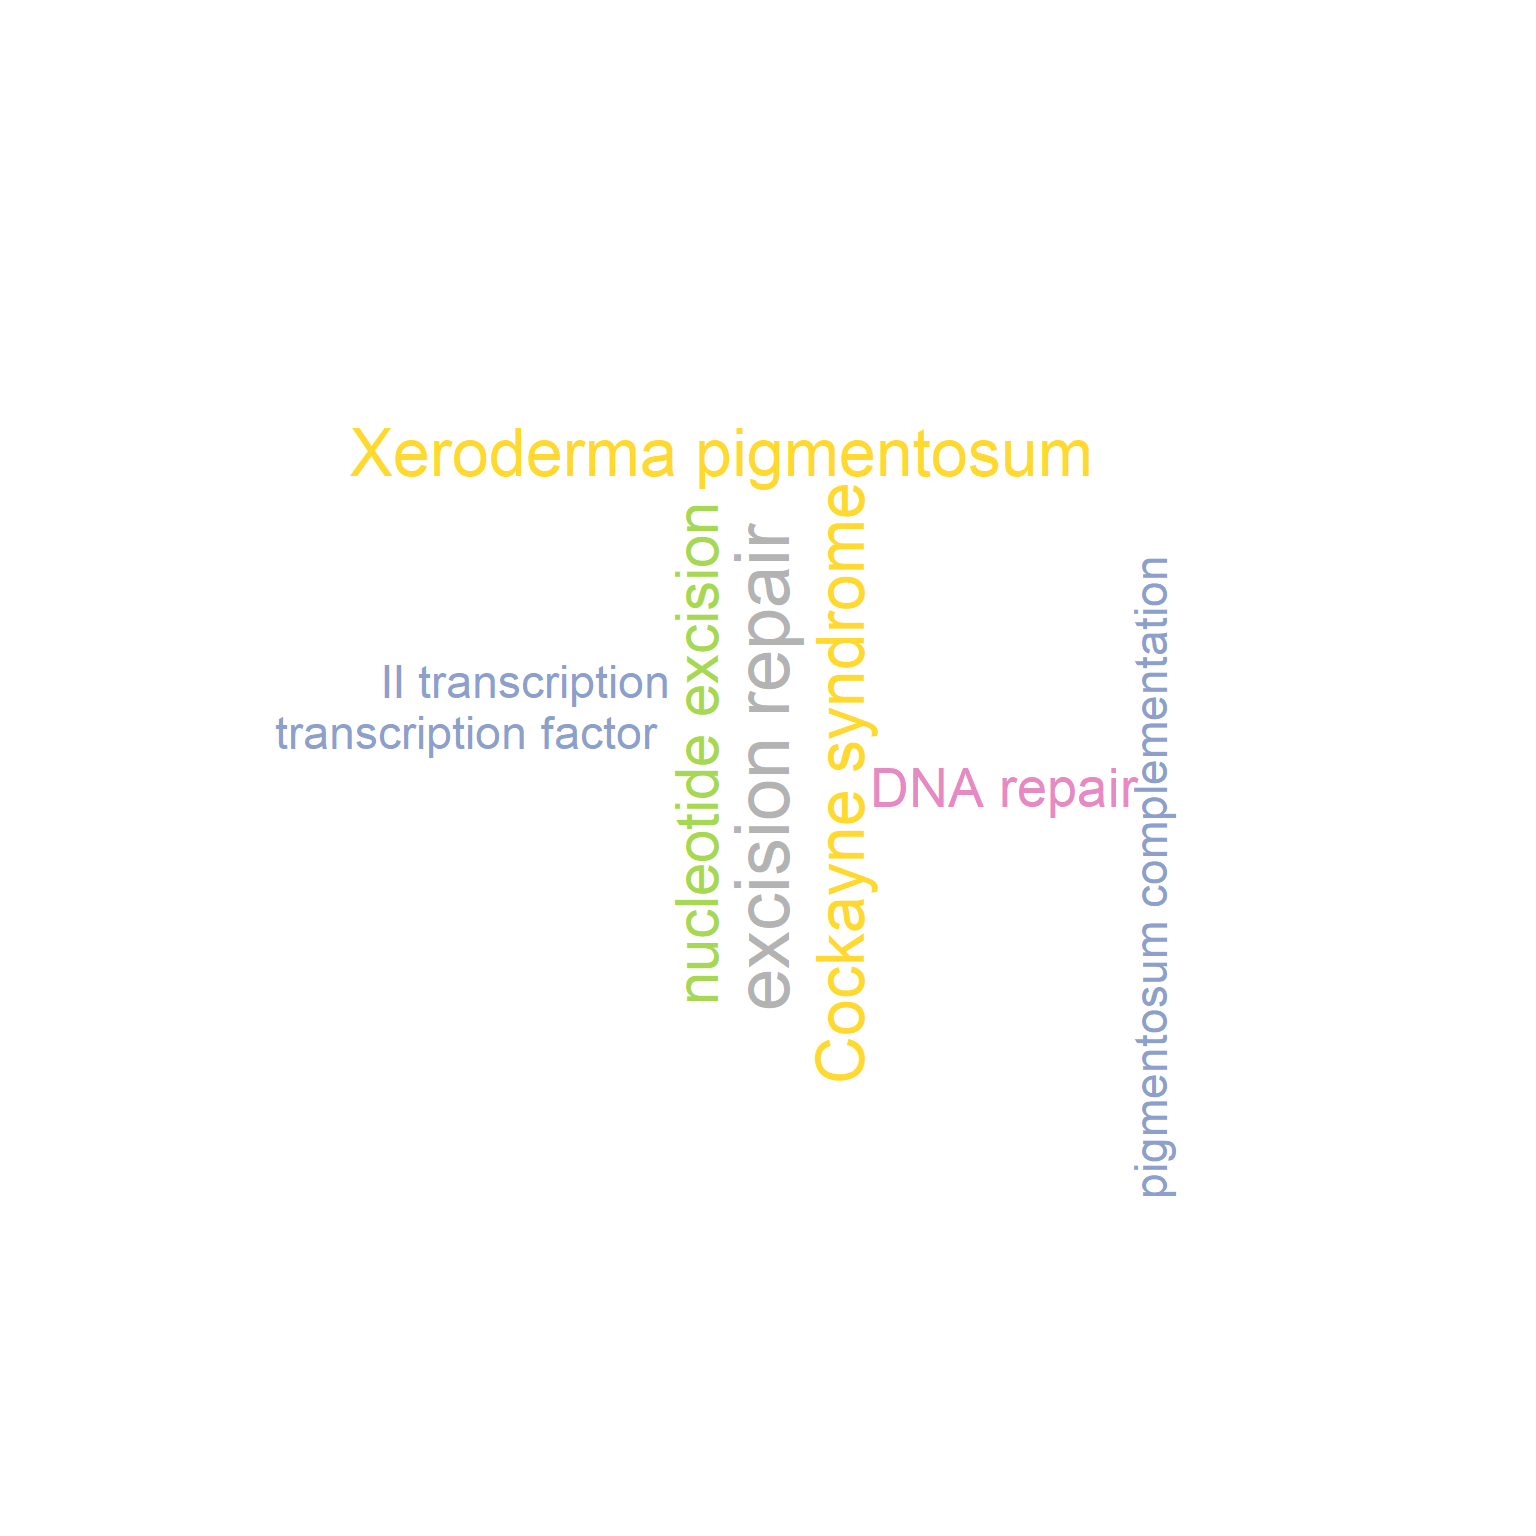 Xeroderma pigmentosum
nucleotide excision
excision repair
Cockayne syndrome
II transcription
transcription factor
DNA repair
pigmentosum complementation